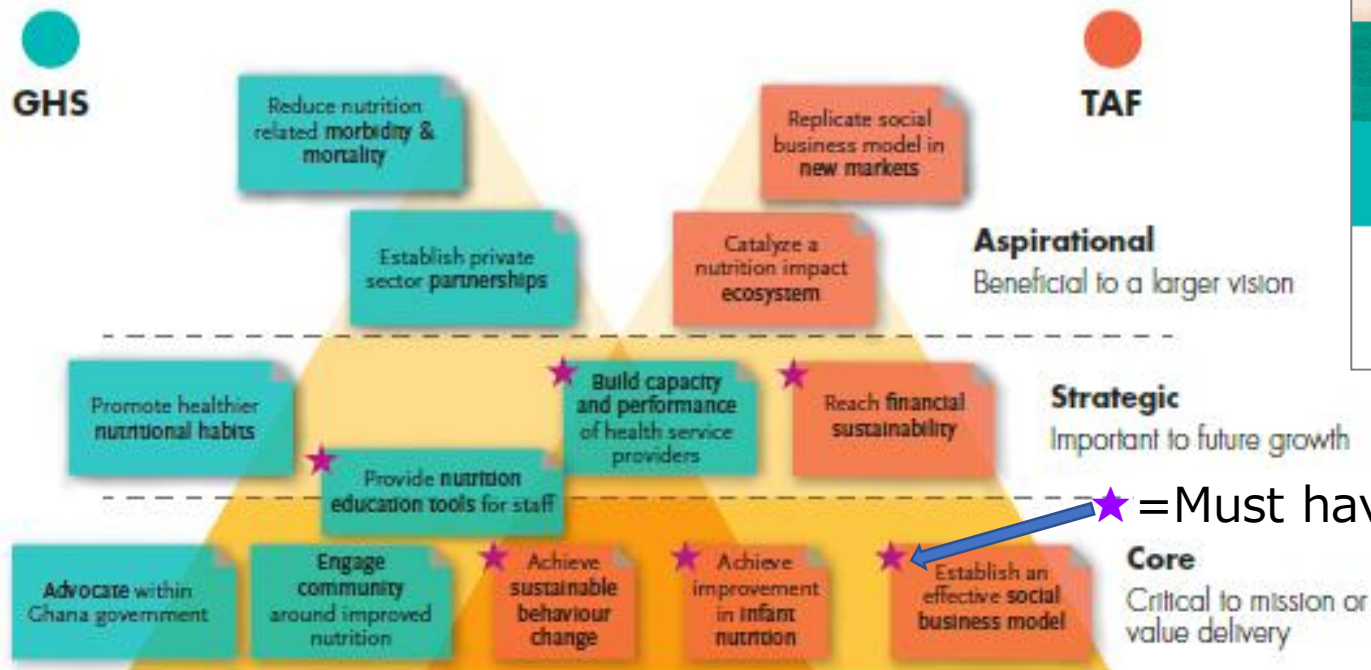 GHS
TAF
Reduce nutrition
related morbidity &
mortality
Replicate social
business model in
new markets
Establish private
sector partnerships
Catalyze a
nutrition impact
ecosystem
Aspirational
Beneficial to a larger vision
Promote healthier
nutritional habits
Build capacity
and performance
of health service
providers
Reach financial
sustainability
Strategic
Important to future growth
Provide nutrition
education tools for staff
=Must hav
Advocate within
Ghana government
Engage
community
around improved
nutrition
Achieve
sustainable
behaviour
change
Achieve
improvement
in infant
nutrition
Establish an
effective social
business model
Core
Critical to mission or
value delivery